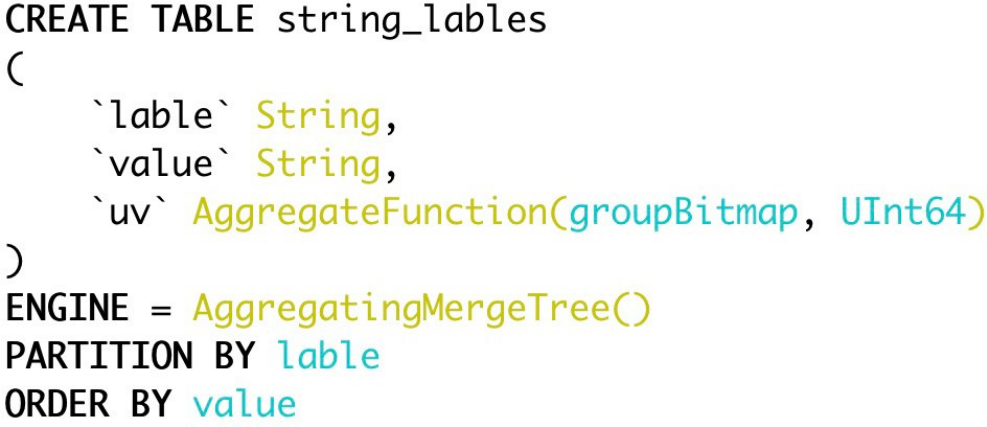 CREATE TABLE string_lables
(
    `lable` String,
    `value` String,
    `uv` AggregateFunction(groupBitmap, UInt64)
)
ENGINE = AggregatingMergeTree()
PARTITION BY lable
ORDER BY value